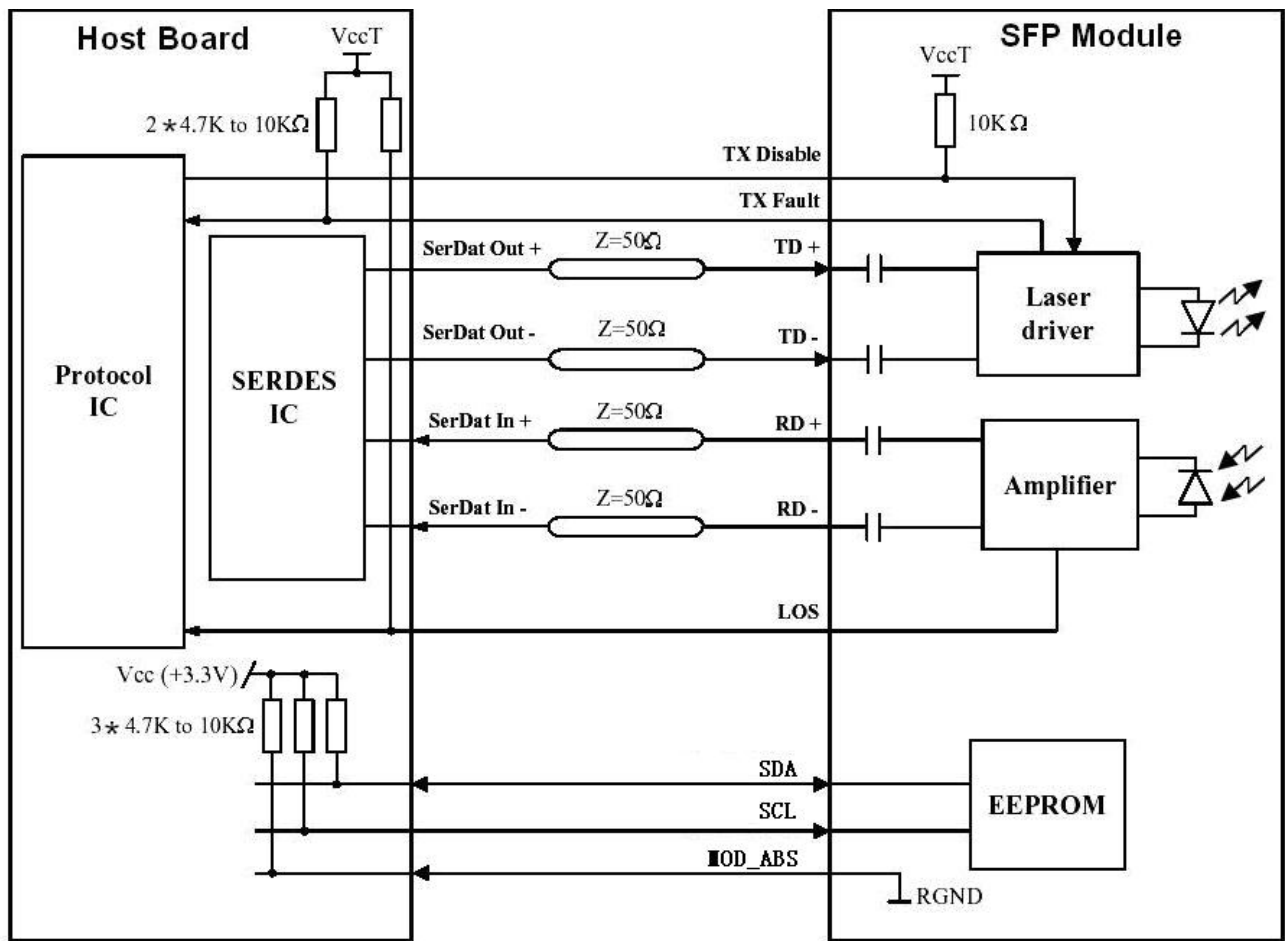 Host Board
SFP Module
VccT
VccT
2*4.7K to 10KΩ
10KΩ
TX Disable
TX Fault
SerDat Out +
Z=50Ω
TD +
Laser
driver
SerDat Out -
Z=50Ω
TD -
Protocol
IC
SERDES
IC
SerDat In +
Z=50Ω
RD +
Amplifier
SerDat In -
Z=50Ω
RD -
LOS
Vcc (+3.3V)
3*4.7K to 10KΩ
SDA
SCL
EEPROM
MOD_ABS
RGND